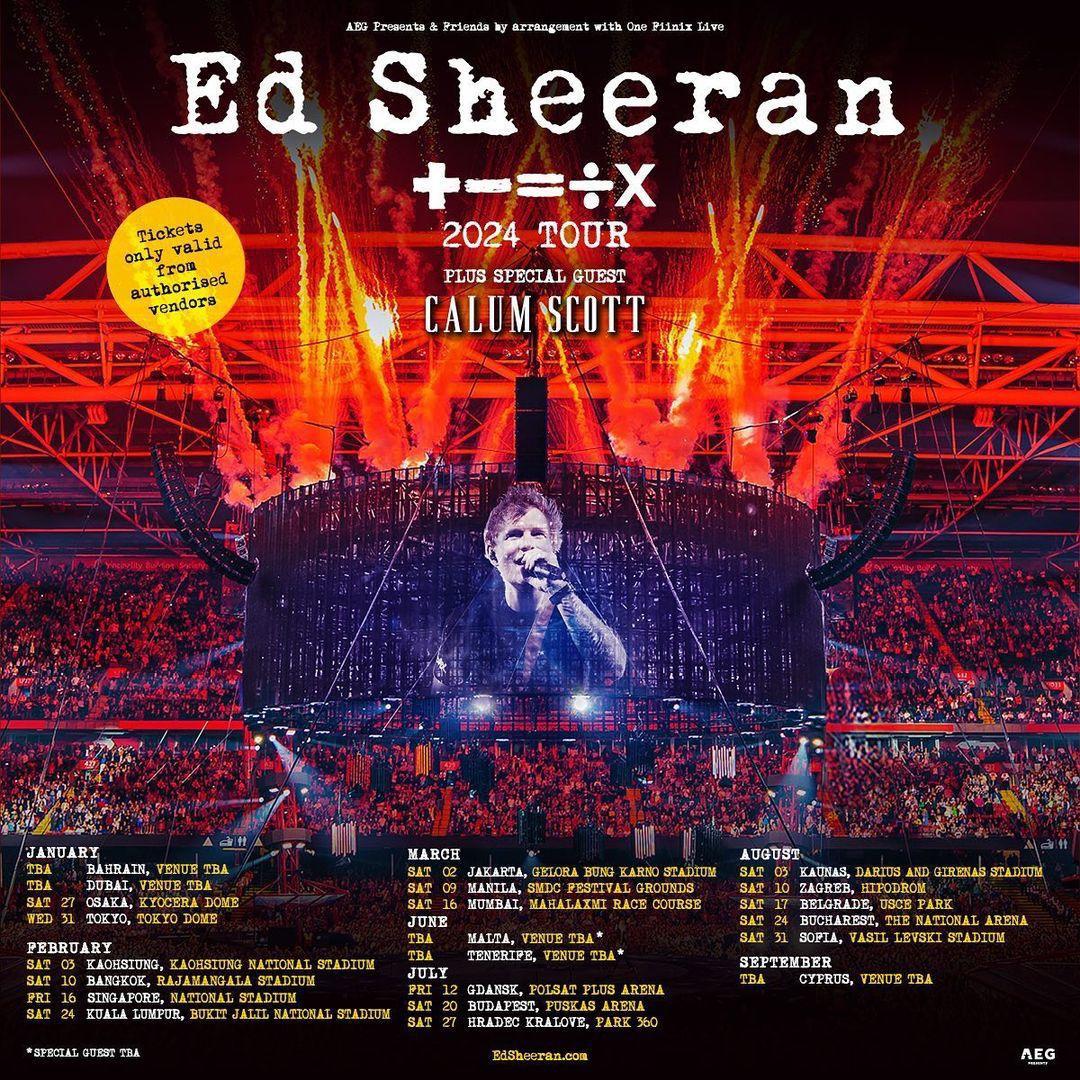 AEG Presents & Friends by arrangement with One Fiinix Live
Ed Sheeran
+-=÷x
2024 TOUR
PLUS SPECIAL GUEST
CALUM SCOTT
Tickets
only valid
from
authorised
vendors
JANUARY
TBA BAHRAIN, VENUE TBA
TBA DUBAI, VENUE TBA
SAT 27 OSAKA, KYOCERA DOME
WED 31 TOKYO, TOKYO DOME
FEBRUARY
SAT 03 KAOHSIUNG, KAOHSIUNG NATIONAL STADIUM
SAT 10 BANGKOK, RAJAMANGALA STADIUM
FRI 16 SINGAPORE, NATIONAL STADIUM
SAT 24 KUALA LUMPUR, BUKIT JALIL NATIONAL STADIUM
MARCH
SAT 02 JAKARTA, GELORA BUNG KARNO STADIUM
SAT 09 MANILA, SMDC FESTIVAL GROUNDS
SAT 16 MUMBAI, MAHALAXMI RACE COURSE
JUNE
TBA MALTA, VENUE TBA*
TBA TENERIFE, VENUE TBA*
JULY
FRI 12 GDANSK, POLSAT PLUS ARENA
SAT 20 BUDAPEST, PUSKAS ARENA
SAT 27 HRADEC KRALOVE, PARK 360
AUGUST
SAT 03 KAUNAS, DARIUS AND GIRENAS STADIUM
SAT 10 ZAGREB, HIPODROM
SAT 17 BELGRADE, USCE PARK
SAT 24 BUCHAREST, THE NATIONAL ARENA
SAT 31 SOFIA, VASIL LEVSKI STADIUM
SEPTEMBER
TBA CYPRUS, VENUE TBA
*SPECIAL GUEST TBA
EdSheeran.com
AEG
PRESENTS